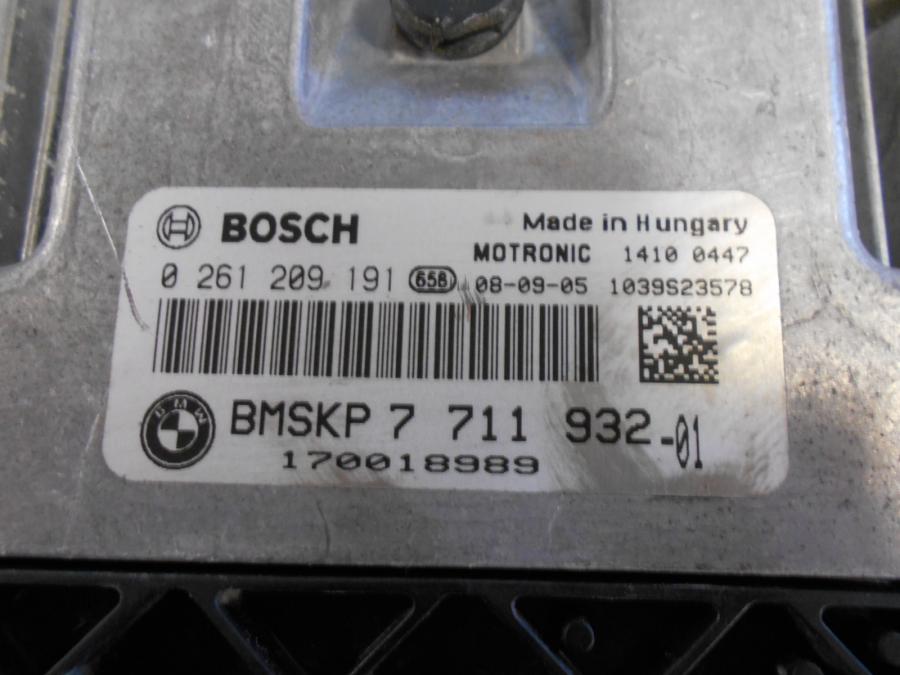 BOSCH Made in Hungary
MOTRONIC 1410 0447
0 261 209 191 658 08-09-05 1039S23578
BMW BMSKP 7 711 932-01
170018989